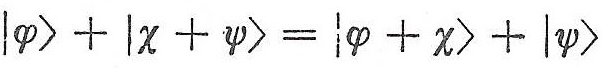 |φ⟩ + |χ + ψ⟩ = |φ + χ⟩ + |ψ⟩